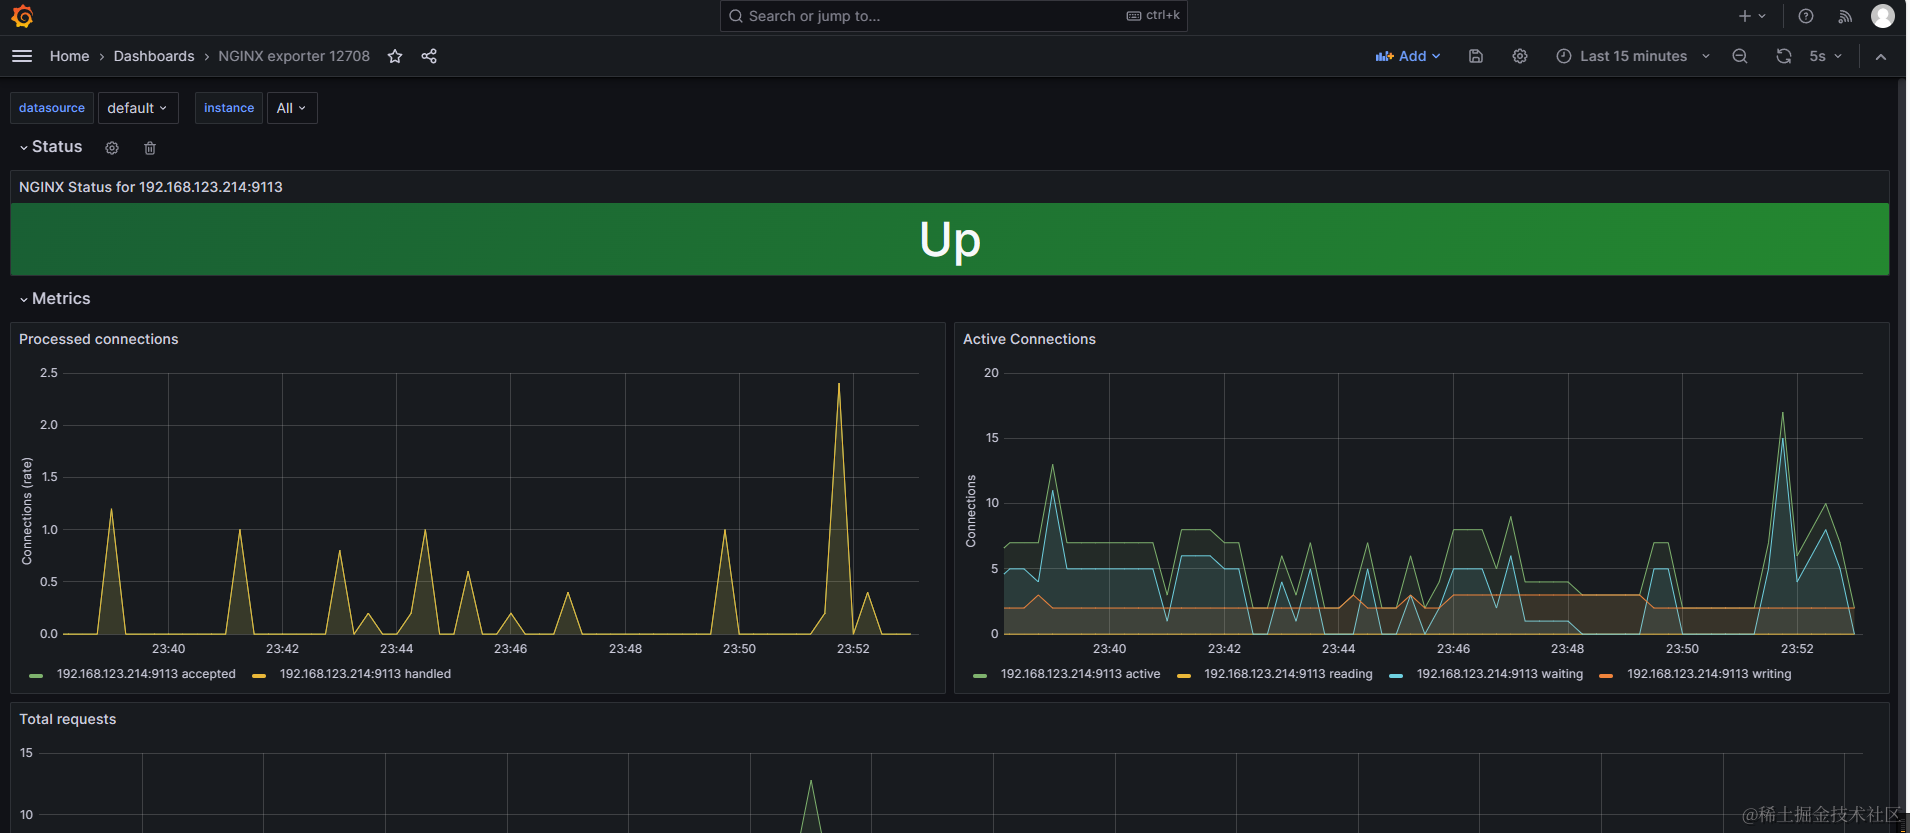 Search or jump to... ctrl+k
Home › Dashboards › NGINX exporter 12708 Add Last 15 minutes 5s
datasource default instance All
Status
NGINX Status for 192.168.123.214:9113
Up
Metrics
Processed connections
2.5
2.0
1.5
1.0
0.5
0.0
Connections (rate)
23:40 23:42 23:44 23:46 23:48 23:50 23:52
192.168.123.214:9113 accepted 192.168.123.214:9113 handled
Active Connections
20
15
10
5
0
Connections
23:40 23:42 23:44 23:46 23:48 23:50 23:52
192.168.123.214:9113 active 192.168.123.214:9113 reading 192.168.123.214:9113 waiting 192.168.123.214:9113 writing
Total requests
15
10
@稀土掘金技术社区